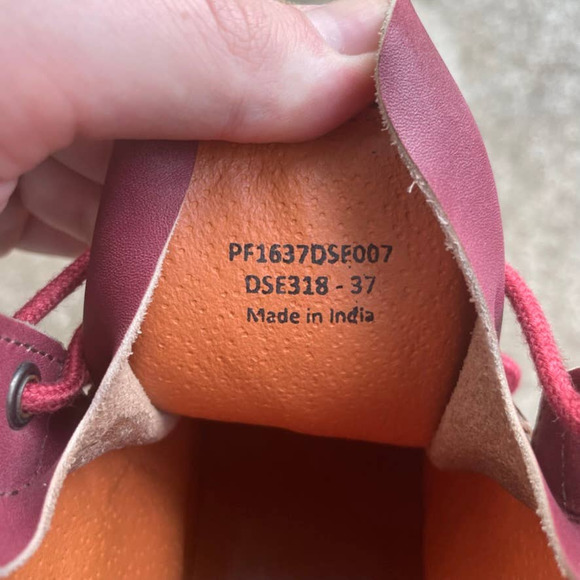 PF1637DSE007
DSE318 - 37
Made in India